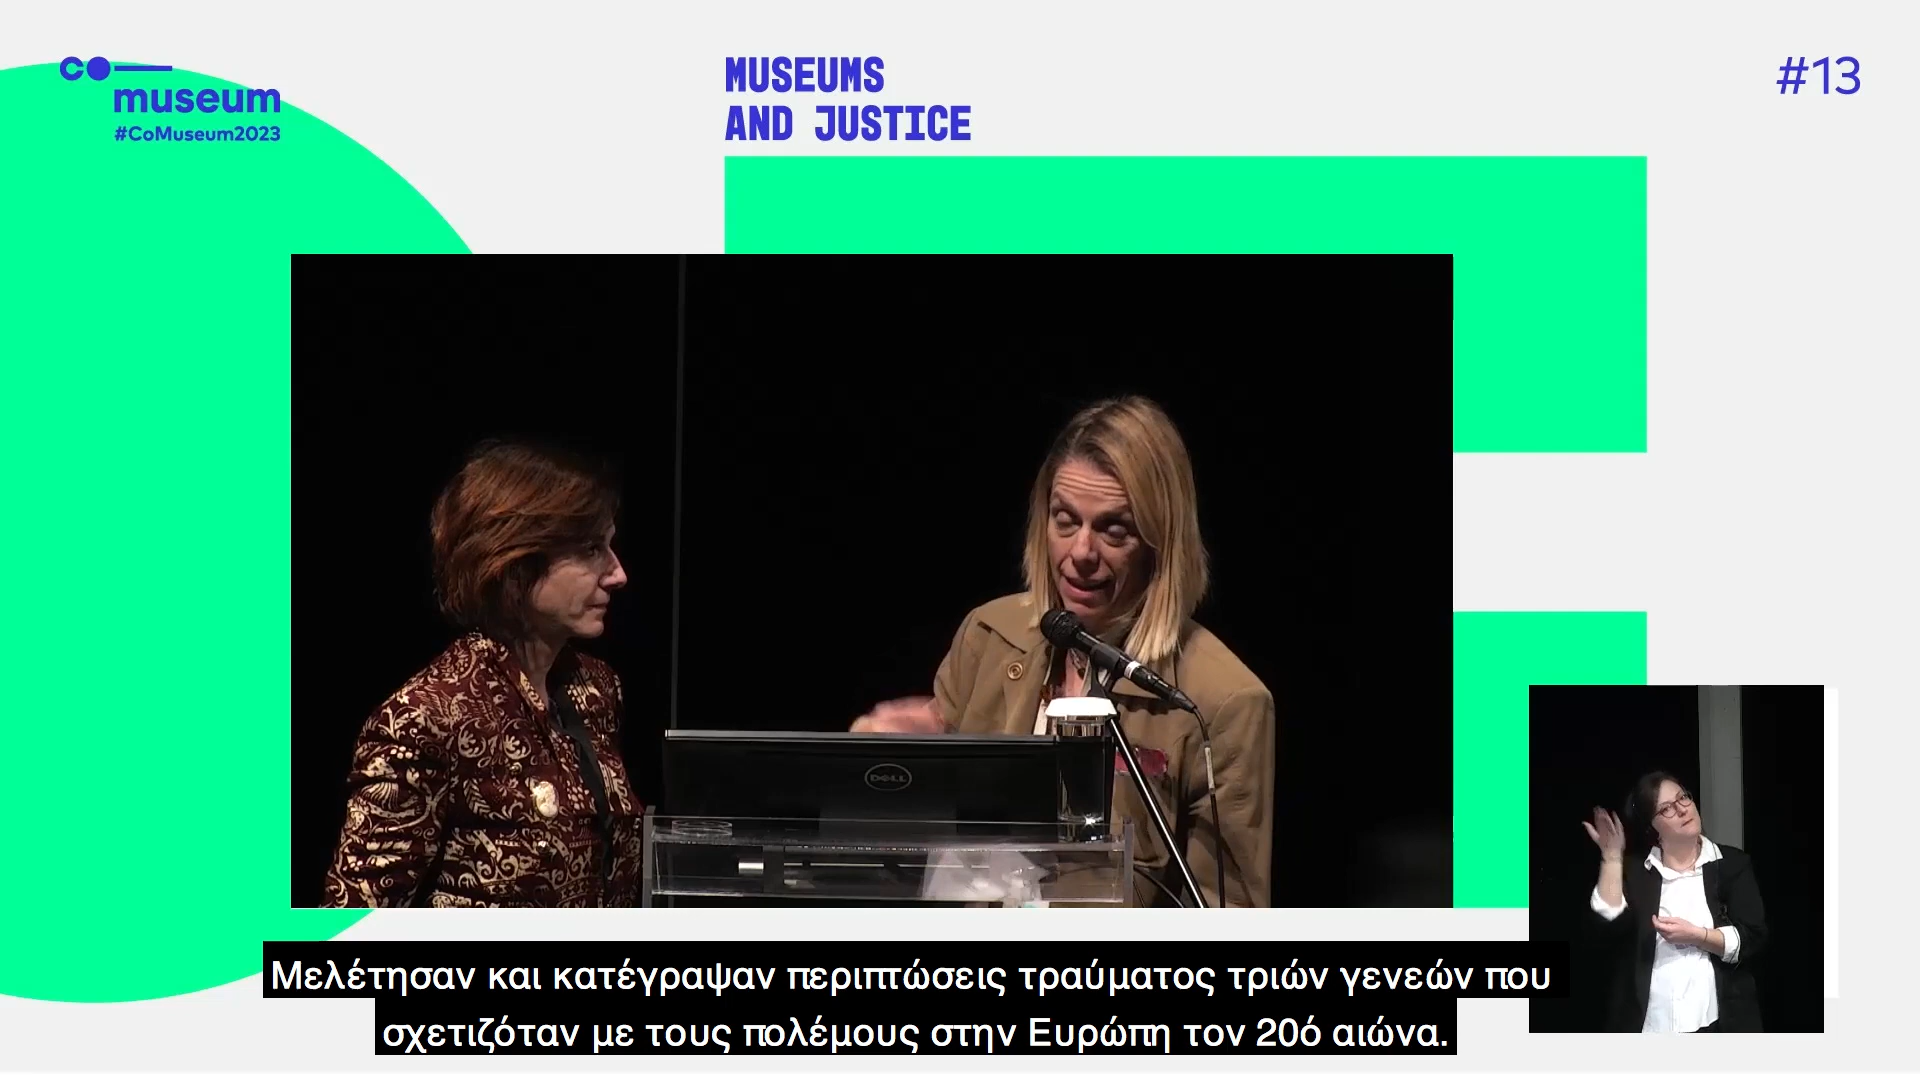 co
museum
#CoMuseum2023
MUSEUMS
AND JUSTICE
#13
DELL
Μελέτησαν και κατέγραψαν περιπτώσεις τραύματος τριών γενεών που
σχετιζόταν με τους πολέμους στην Ευρώπη τον 20ό αιώνα.